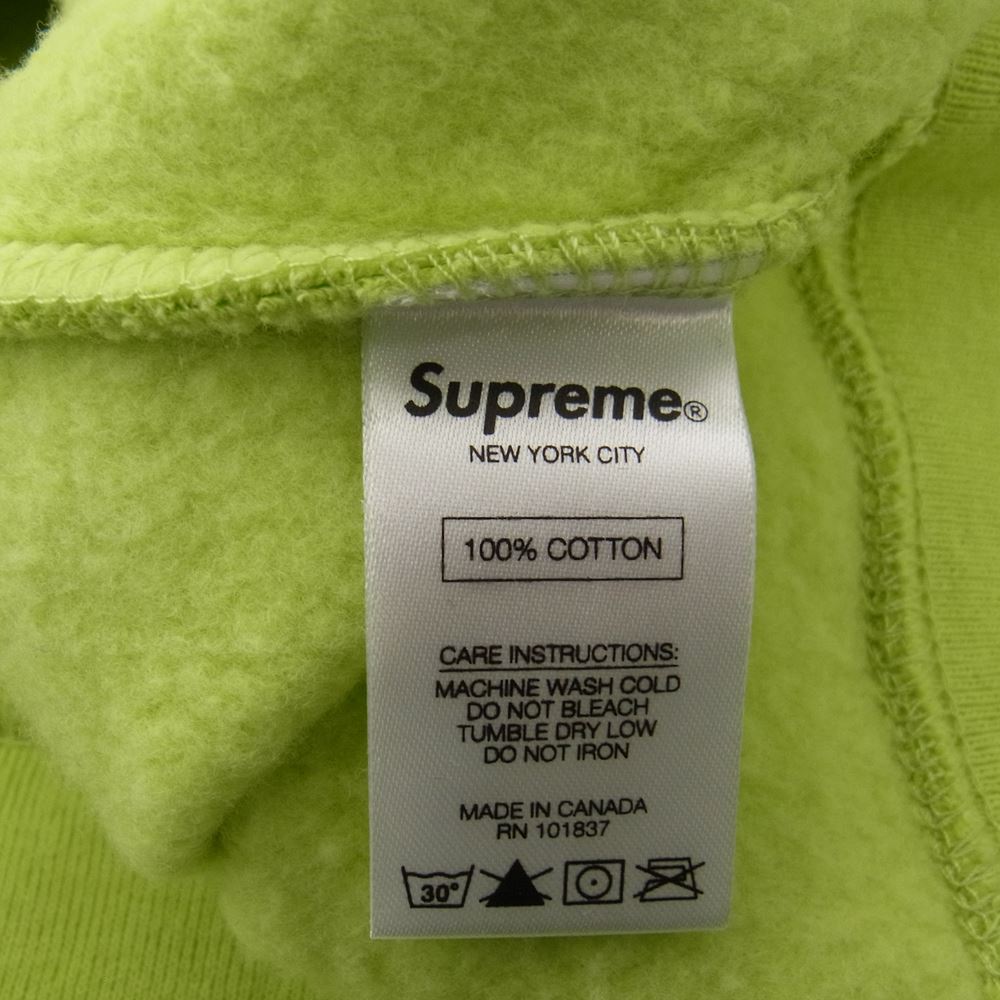 Supreme®
NEW YORK CITY
100% COTTON
CARE INSTRUCTIONS:
MACHINE WASH COLD
DO NOT BLEACH
TUMBLE DRY LOW
DO NOT IRON
MADE IN CANADA
RN 101837
30°